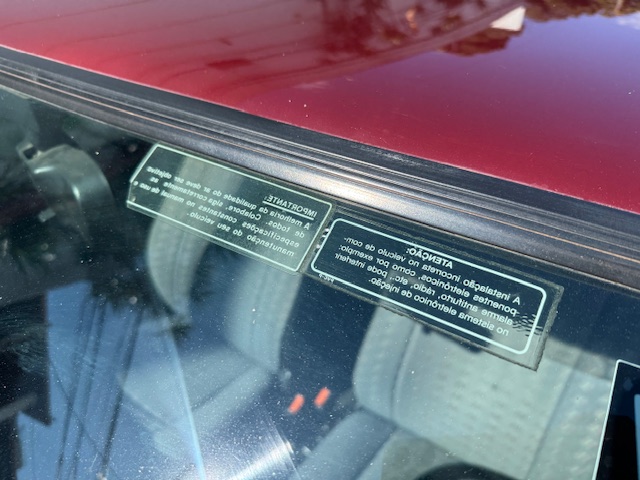 IMPORTANTE:
A melhoria da qualidade do ar deve ser objetivo
de todos. Colabore, siga corretamente as
especificações constantes no manual de uso e
manutenção do seu veículo.
ATENÇÃO:
A instalação incorreta no veículo de com-
ponentes eletrônicos, como por exemplo:
alarme antifurto, rádio, etc. pode interferir
no sistema eletrônico de injeção.